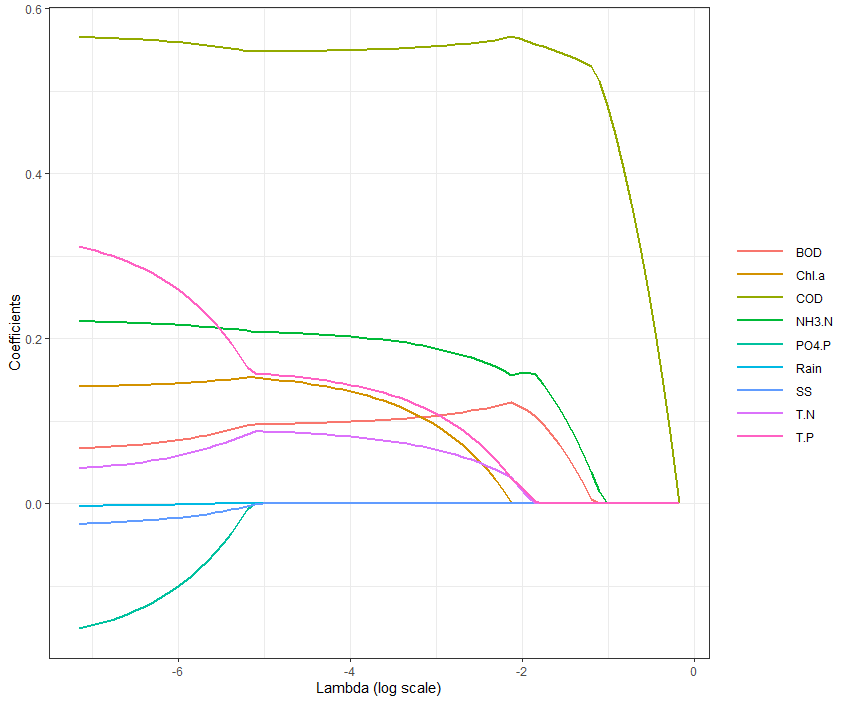 Coefficients
0.6
0.4
0.2
0.0
-6
-4
-2
0
Lambda (log scale)
BOD
Chl.a
COD
NH3.N
PO4.P
Rain
SS
T.N
T.P